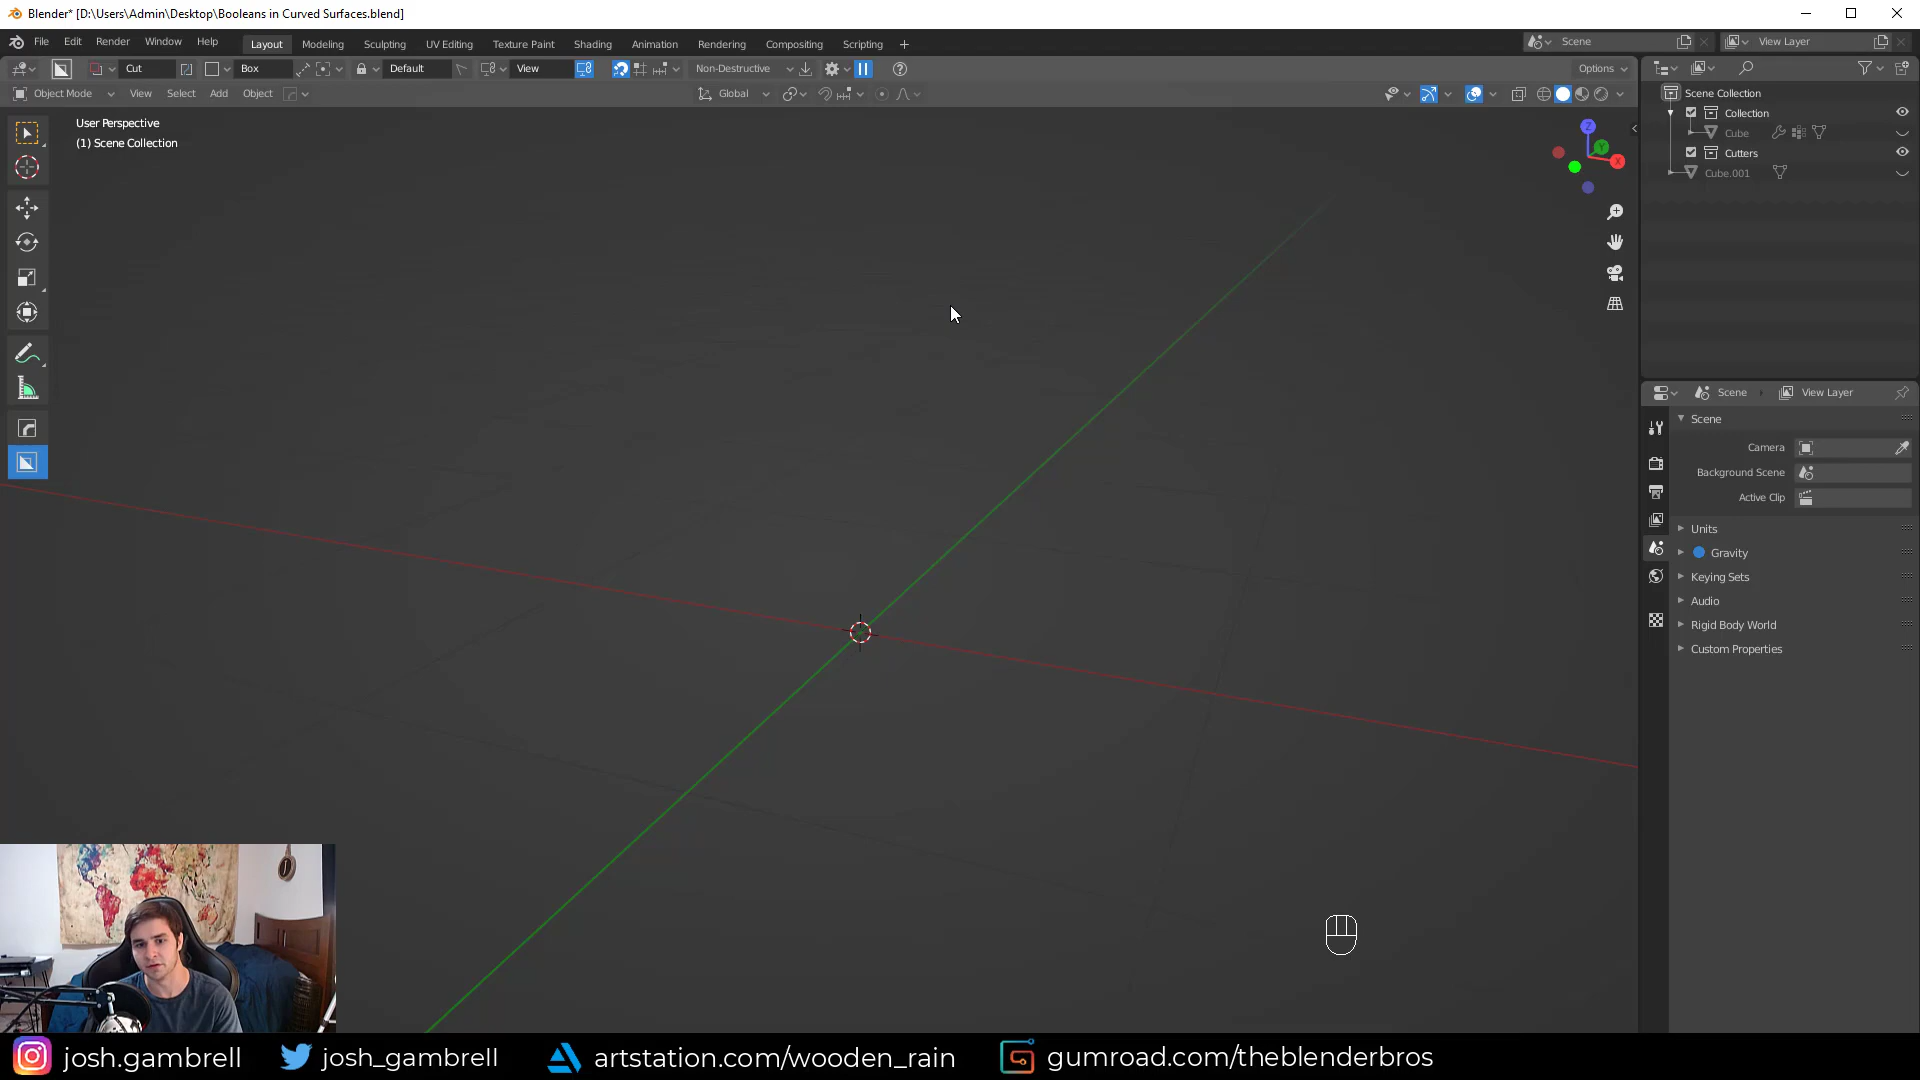 Blender* [D:\Users\Admin\Desktop\Booleans in Curved Surfaces.blend]
File Edit Render Window Help Layout Modeling Sculpting UV Editing Texture Paint Shading Animation Rendering Compositing Scripting + Scene View Layer
Cut Box Default View Non-Destructive Options
Object Mode View Select Add Object Global
User Perspective
(1) Scene Collection
Z
Y
X
Scene Collection
Collection
Cube
Cutters
Cube.001
Scene View Layer
Scene
Camera
Background Scene
Active Clip
Units
Gravity
Keying Sets
Audio
Rigid Body World
Custom Properties
josh.gambrell josh_gambrell artstation.com/wooden_rain gumroad.com/theblenderbros